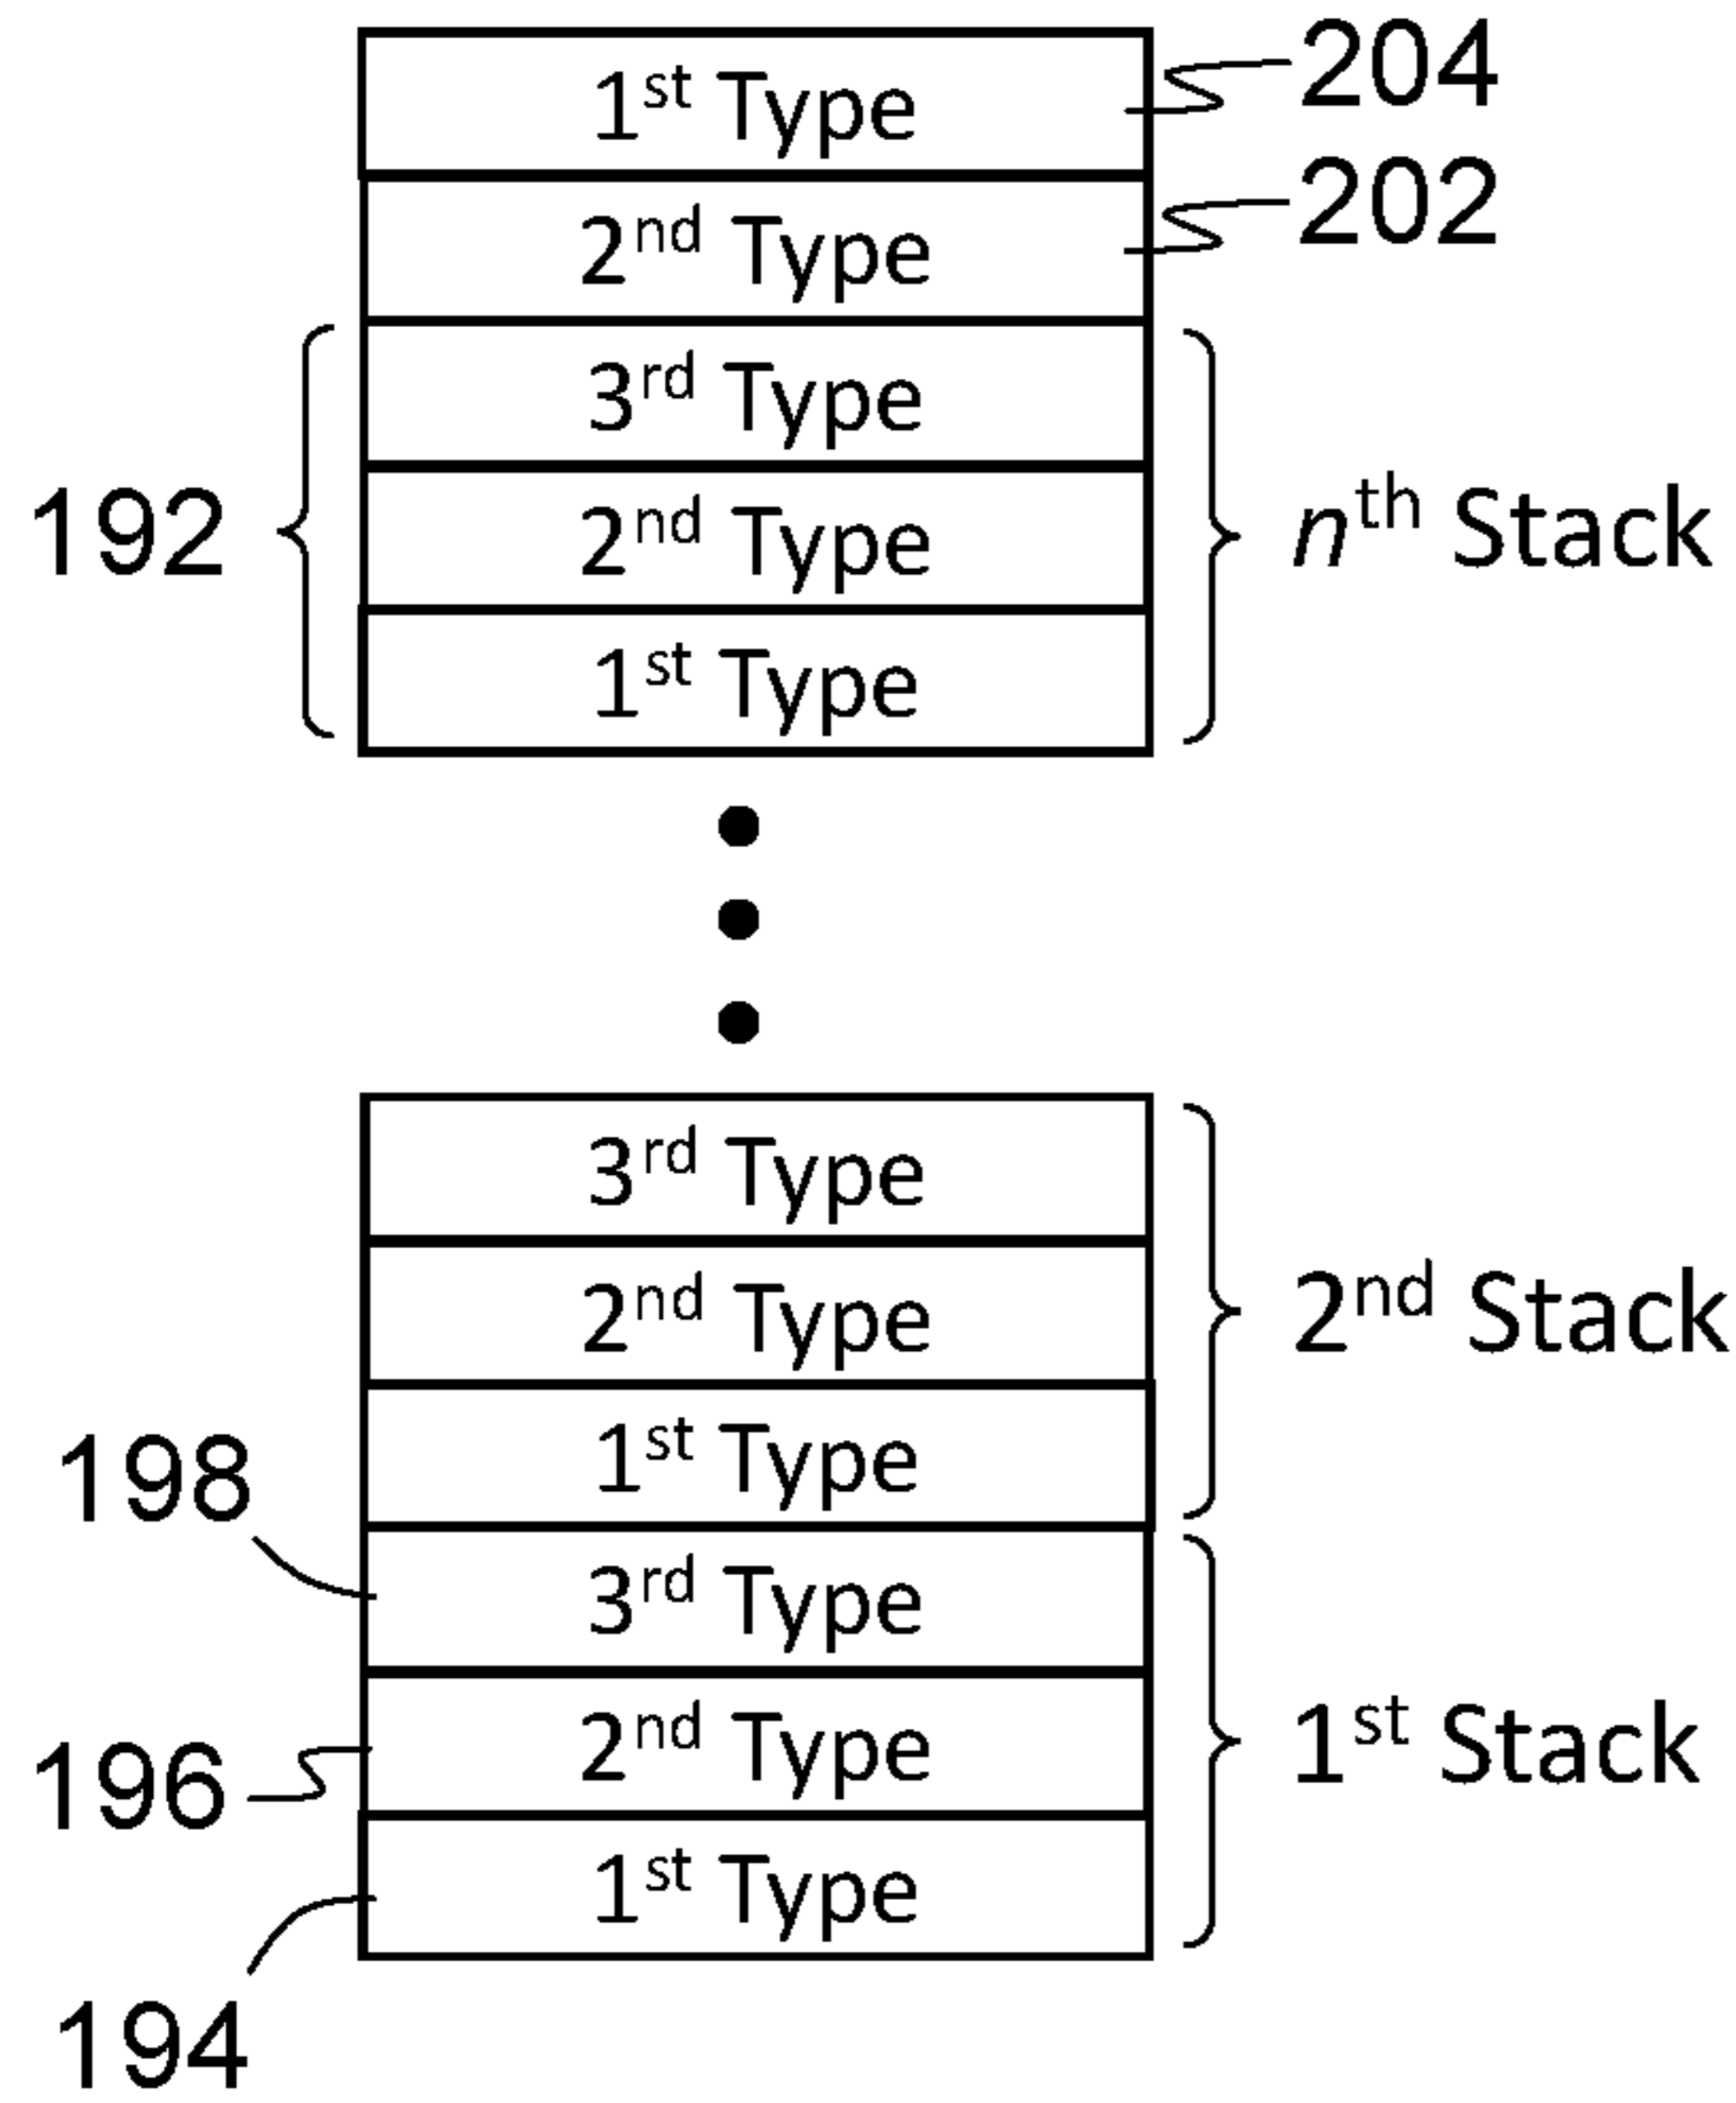 1st Type 204
2nd Type 202
3rd Type
192 2nd Type nth Stack
1st Type
3rd Type
2nd Type 2nd Stack
1st Type
198
3rd Type
196 2nd Type 1st Stack
1st Type
194